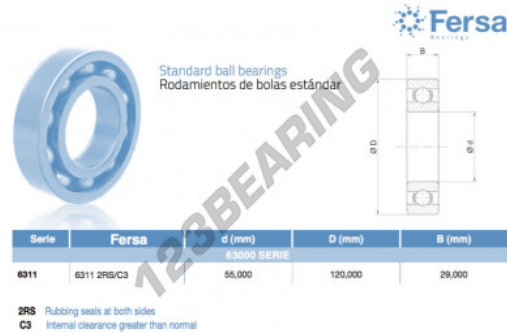 Fersa
Bearings
Standard ball bearings
Rodamientos de bolas estándar
B
Ø D
Ø d
123BEARING
Serie Fersa d (mm) D (mm) B (mm)
63000 SERIE
6311 6311 2RS/C3 55,000 120,000 29,000
2RS Rubbing seals at both sides
C3 Internal clearance greater than normal